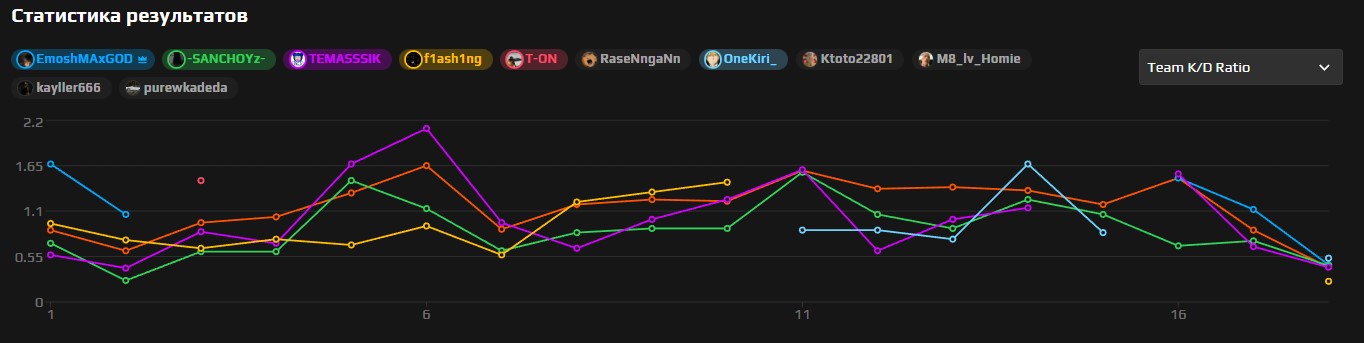 Статистика результатов
EmoshMAxGOD -SANCHOYz- TEMASSSIK f1ash1ng T-ON RaseNngaNn OneKiri_ Ktoto22801 M8_lv_Homie
Team K/D Ratio
kayller666 purewkadeda
2.2
1.65
1.1
0.55
0
1 6 11 16